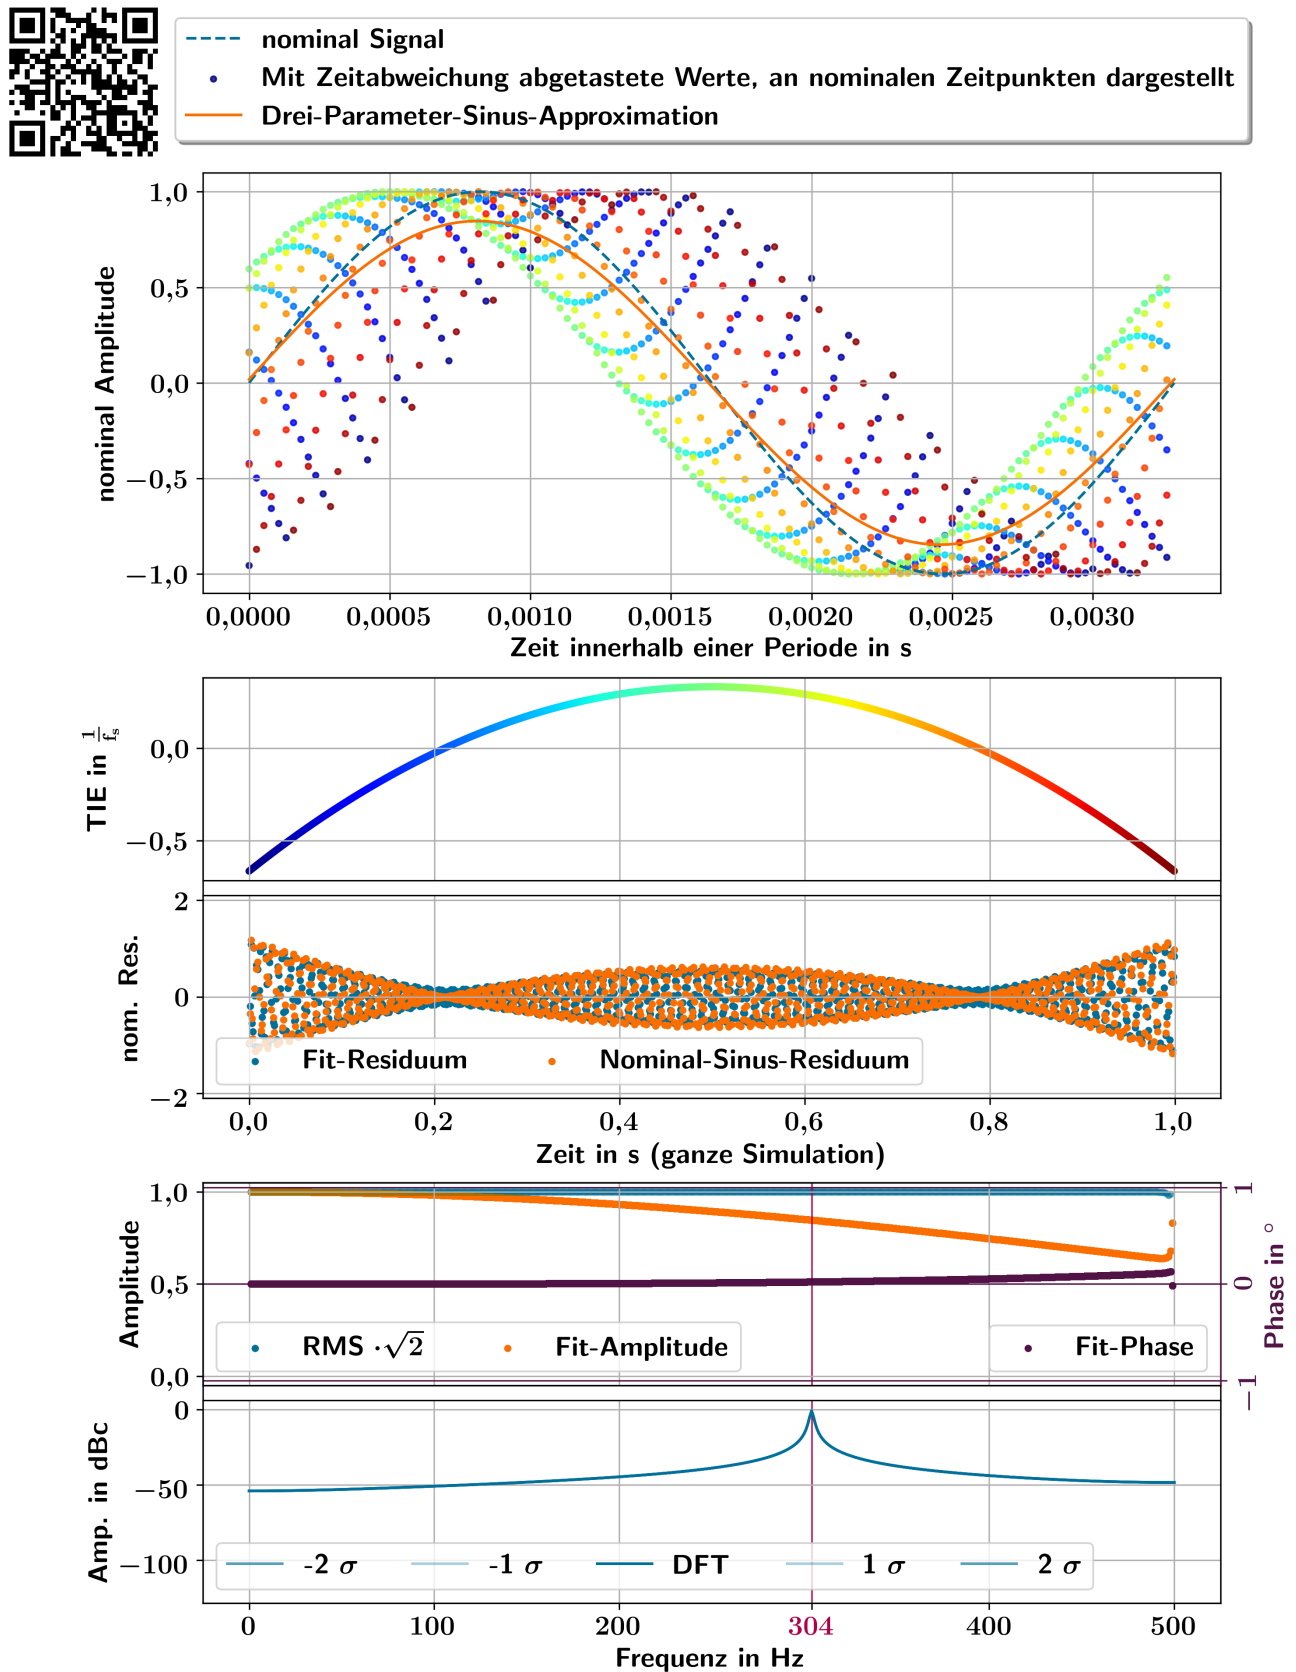 nominal Signal
Mit Zeitabweichung abgetastete Werte, an nominalen Zeitpunkten dargestellt
Drei-Parameter-Sinus-Approximation
nominal Amplitude
1,0
0,5
0,0
−0,5
−1,0
0,0000 0,0005 0,0010 0,0015 0,0020 0,0025 0,0030
Zeit innerhalb einer Periode in s
TIE in 1/fs
0,0
−0,5
nom. Res.
2
0
−2
Fit-Residuum Nominal-Sinus-Residuum
0,0 0,2 0,4 0,6 0,8 1,0
Zeit in s (ganze Simulation)
Amplitude
1,0
0,5
0,0
RMS ·√2 Fit-Amplitude Fit-Phase
1
0
−1
Phase in °
Amp. in dBc
0
−50
−100
-2 σ -1 σ DFT 1 σ 2 σ
0 100 200 304 400 500
Frequenz in Hz